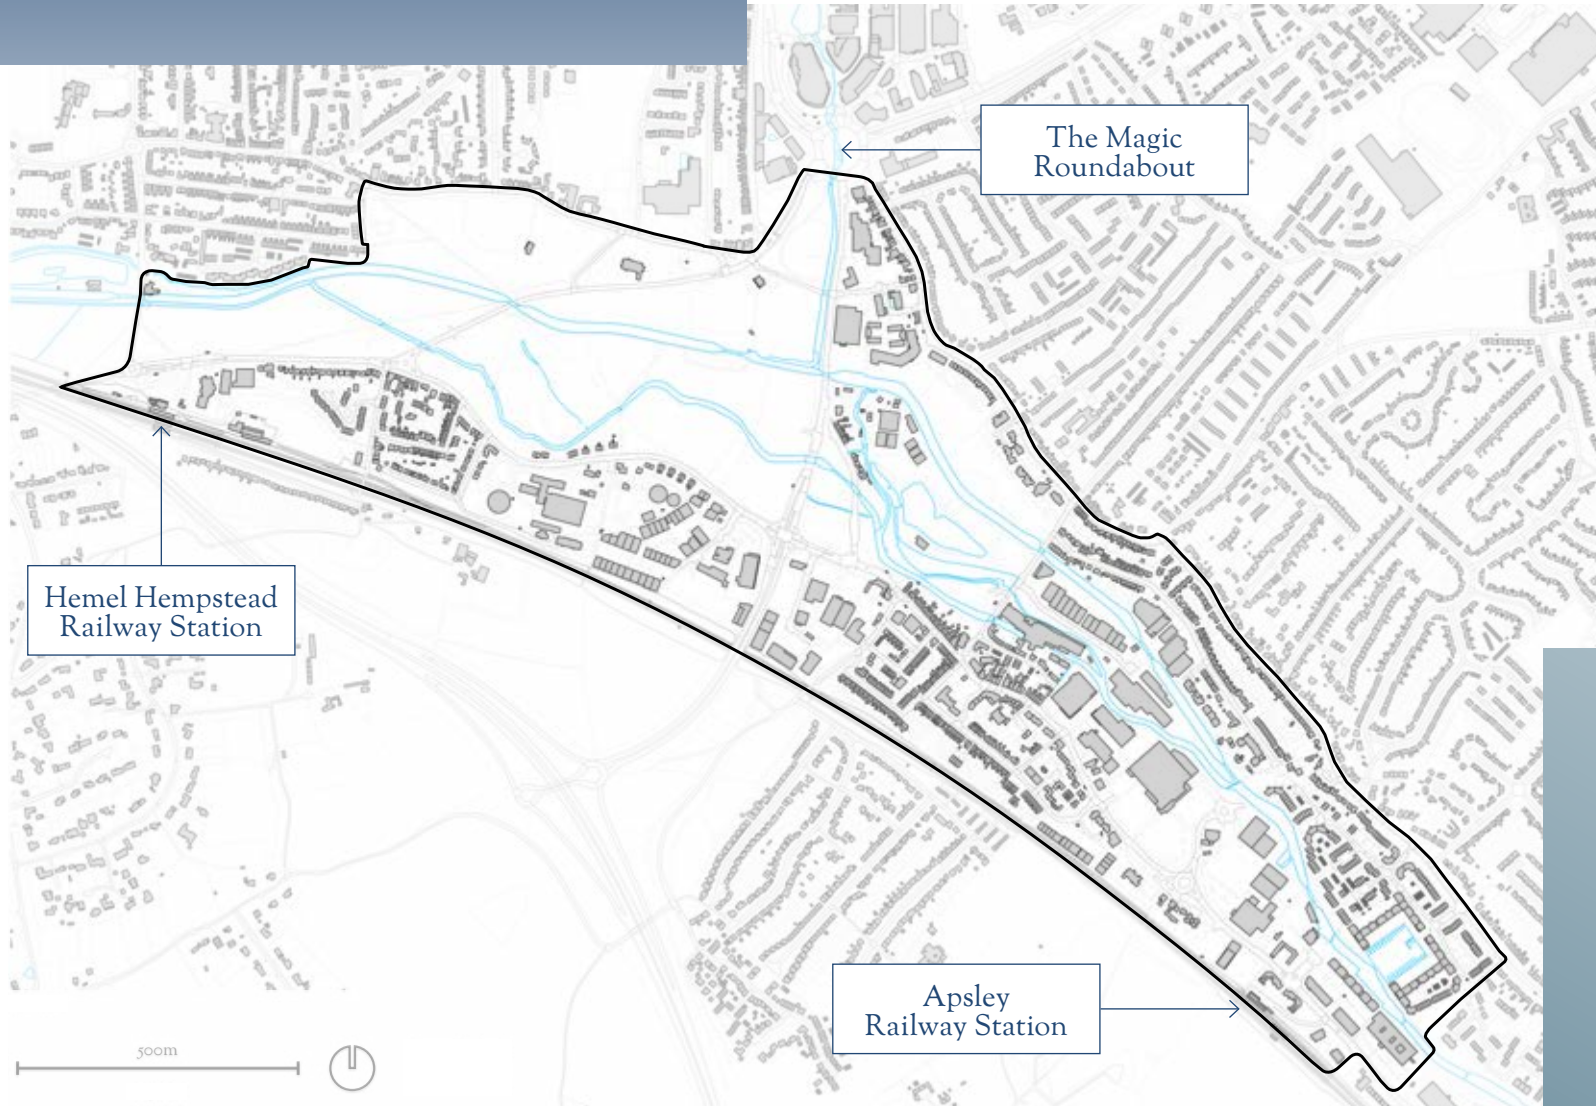 The Magic
Roundabout
Hemel Hempstead
Railway Station
Apsley
Railway Station
500m